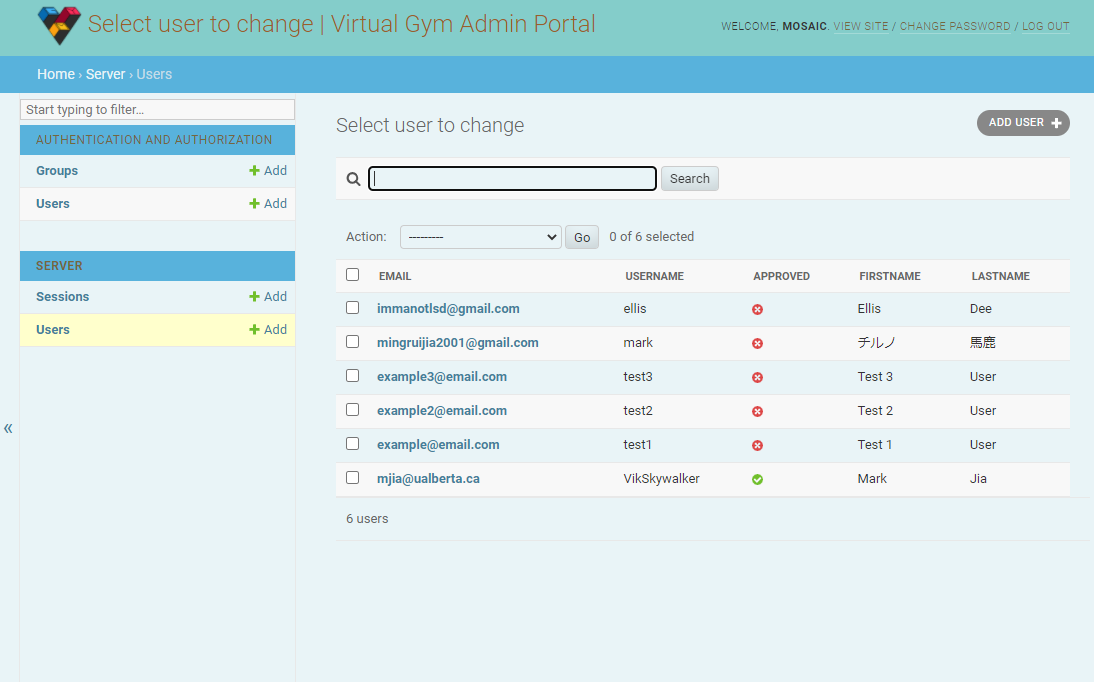 Select user to change | Virtual Gym Admin Portal
WELCOME, MOSAIC. VIEW SITE / CHANGE PASSWORD / LOG OUT
Home › Server › Users
Start typing to filter...
AUTHENTICATION AND AUTHORIZATION
Groups + Add
Users + Add
SERVER
Sessions + Add
Users + Add
«
Select user to change
ADD USER +
Search
Action: --------- Go 0 of 6 selected
EMAIL USERNAME APPROVED FIRSTNAME LASTNAME
immanotlsd@gmail.com ellis Ellis Dee
mingruijia2001@gmail.com mark チルノ 馬鹿
example3@email.com test3 Test 3 User
example2@email.com test2 Test 2 User
example@email.com test1 Test 1 User
mjia@ualberta.ca VikSkywalker Mark Jia
6 users